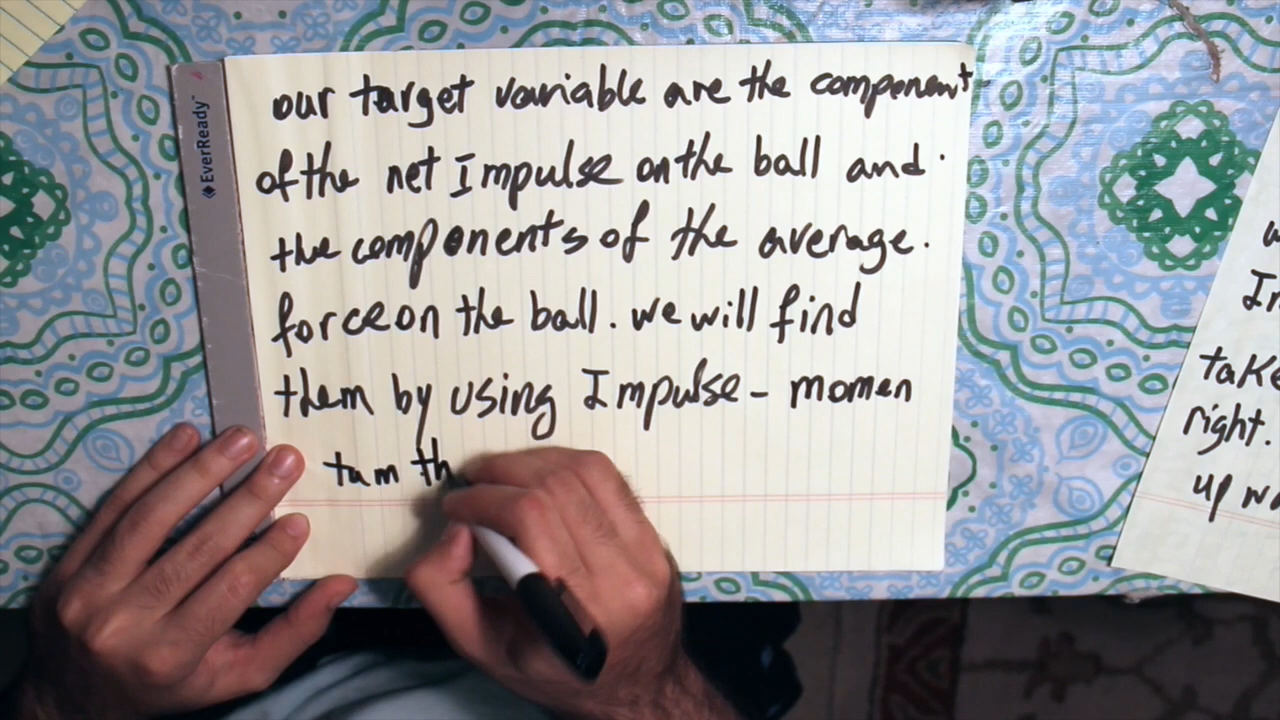 our target variable are the component
of the net Impulse on the ball and
the components of the average.
force on the ball. we will find
them by using Impulse - momen
tum th
EverReady
In
take
right.
up w